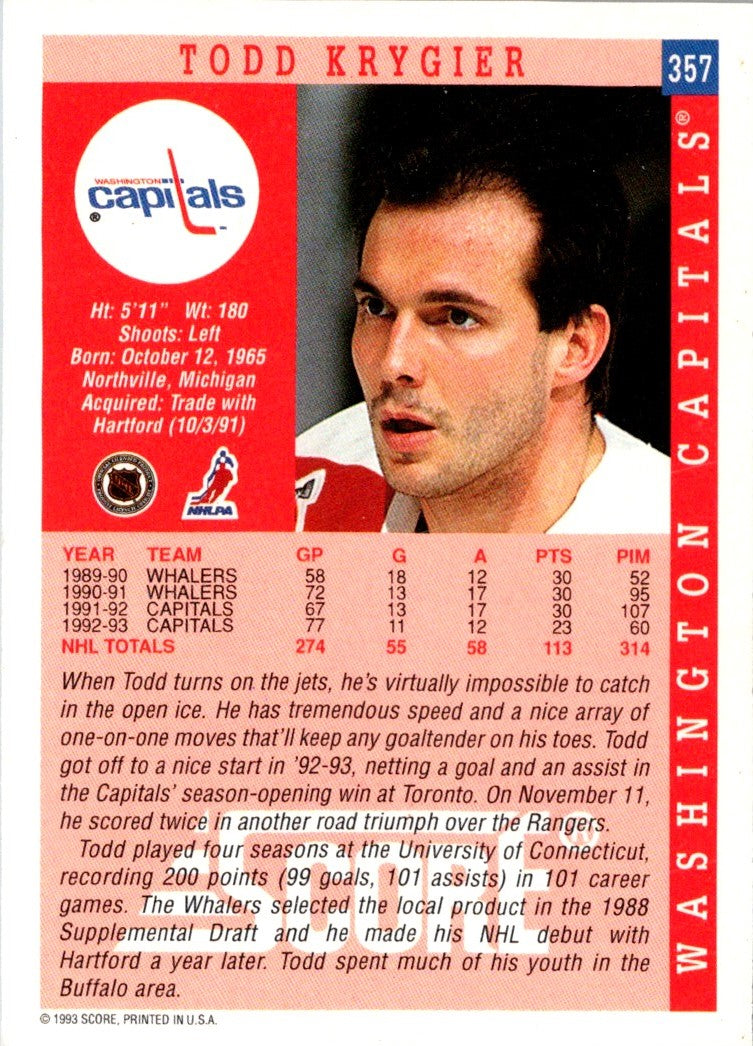 TODD KRYGIER
357
WASHINGTON
capitals
®
Ht: 5'11" Wt: 180
Shoots: Left
Born: October 12, 1965
Northville, Michigan
Acquired: Trade with
Hartford (10/3/91)
NHLPA
WASHINGTON CAPITALS®
YEAR TEAM GP G A PTS PIM
1989-90 WHALERS 58 18 12 30 52
1990-91 WHALERS 72 13 17 30 95
1991-92 CAPITALS 67 13 17 30 107
1992-93 CAPITALS 77 11 12 23 60
NHL TOTALS 274 55 58 113 314
When Todd turns on the jets, he's virtually impossible to catch
in the open ice. He has tremendous speed and a nice array of
one-on-one moves that'll keep any goaltender on his toes. Todd
got off to a nice start in '92-93, netting a goal and an assist in
the Capitals' season-opening win at Toronto. On November 11,
he scored twice in another road triumph over the Rangers.
Todd played four seasons at the University of Connecticut,
recording 200 points (99 goals, 101 assists) in 101 career
games. The Whalers selected the local product in the 1988
Supplemental Draft and he made his NHL debut with
Hartford a year later. Todd spent much of his youth in the
Buffalo area.
SCORE
© 1993 SCORE, PRINTED IN U.S.A.